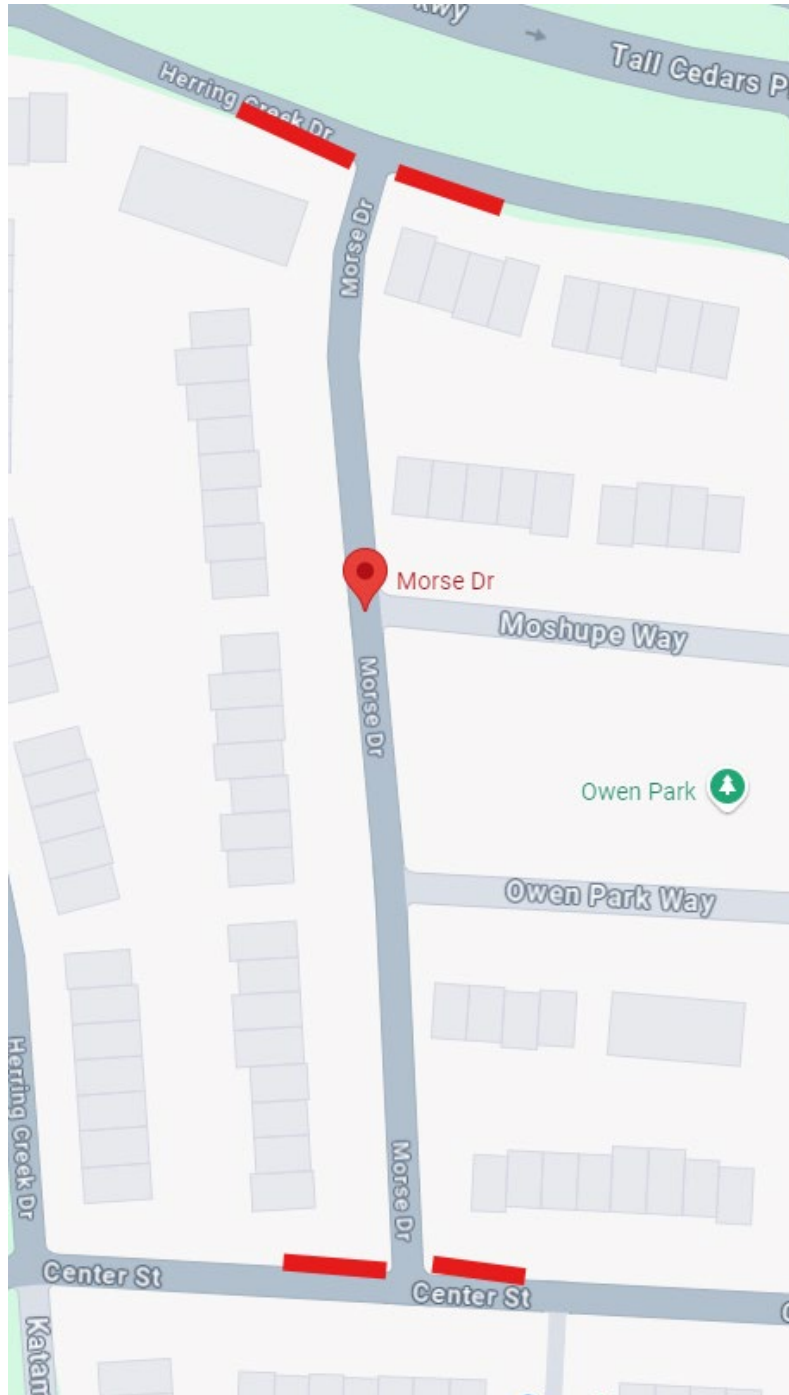 Tall Cedars P
Herring Creek Dr
Morse Dr
Morse Dr
Moshupe Way
Morse Dr
Owen Park
Owen Park Way
Herring Creek Dr
Morse Dr
Center St
Center St
Katam